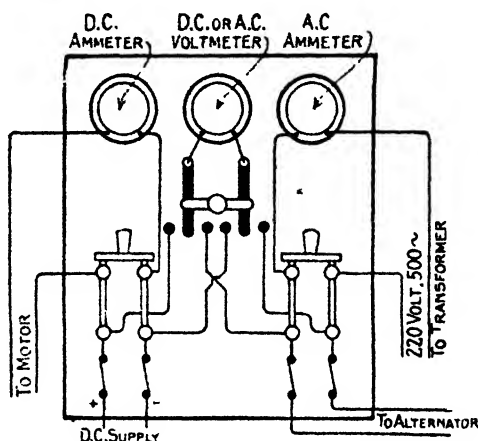 D.C. AMMETER
D.C. OR A.C. VOLTMETER
A.C AMMETER
TO MOTOR
220 VOLT. 500~
TO TRANSFORMER
+ -
D.C. SUPPLY
TO ALTERNATOR